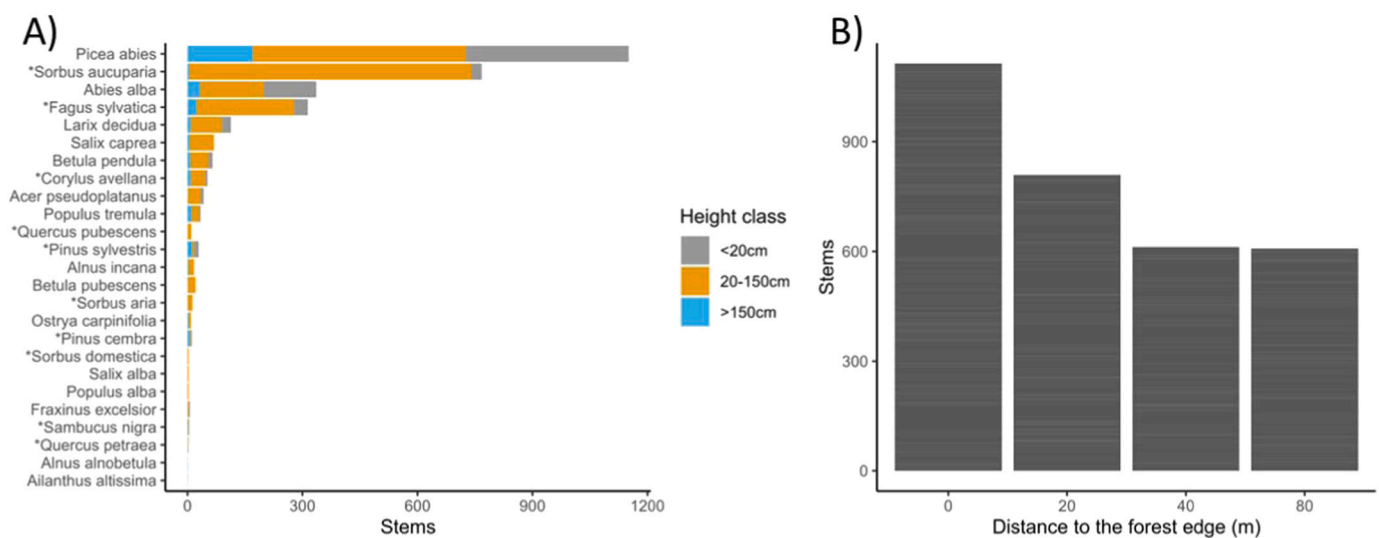 A)
Picea abies
*Sorbus aucuparia
Abies alba
*Fagus sylvatica
Larix decidua
Salix caprea
Betula pendula
*Corylus avellana
Acer pseudoplatanus
Populus tremula
*Quercus pubescens
*Pinus sylvestris
Alnus incana
Betula pubescens
*Sorbus aria
Ostrya carpinifolia
*Pinus cembra
*Sorbus domestica
Salix alba
Populus alba
Fraxinus excelsior
*Sambucus nigra
*Quercus petraea
Alnus alnobetula
Ailanthus altissima
0 300 600 900 1200
Stems
Height class
<20cm
20-150cm
>150cm
B)
Stems
900
600
300
0
0 20 40 80
Distance to the forest edge (m)